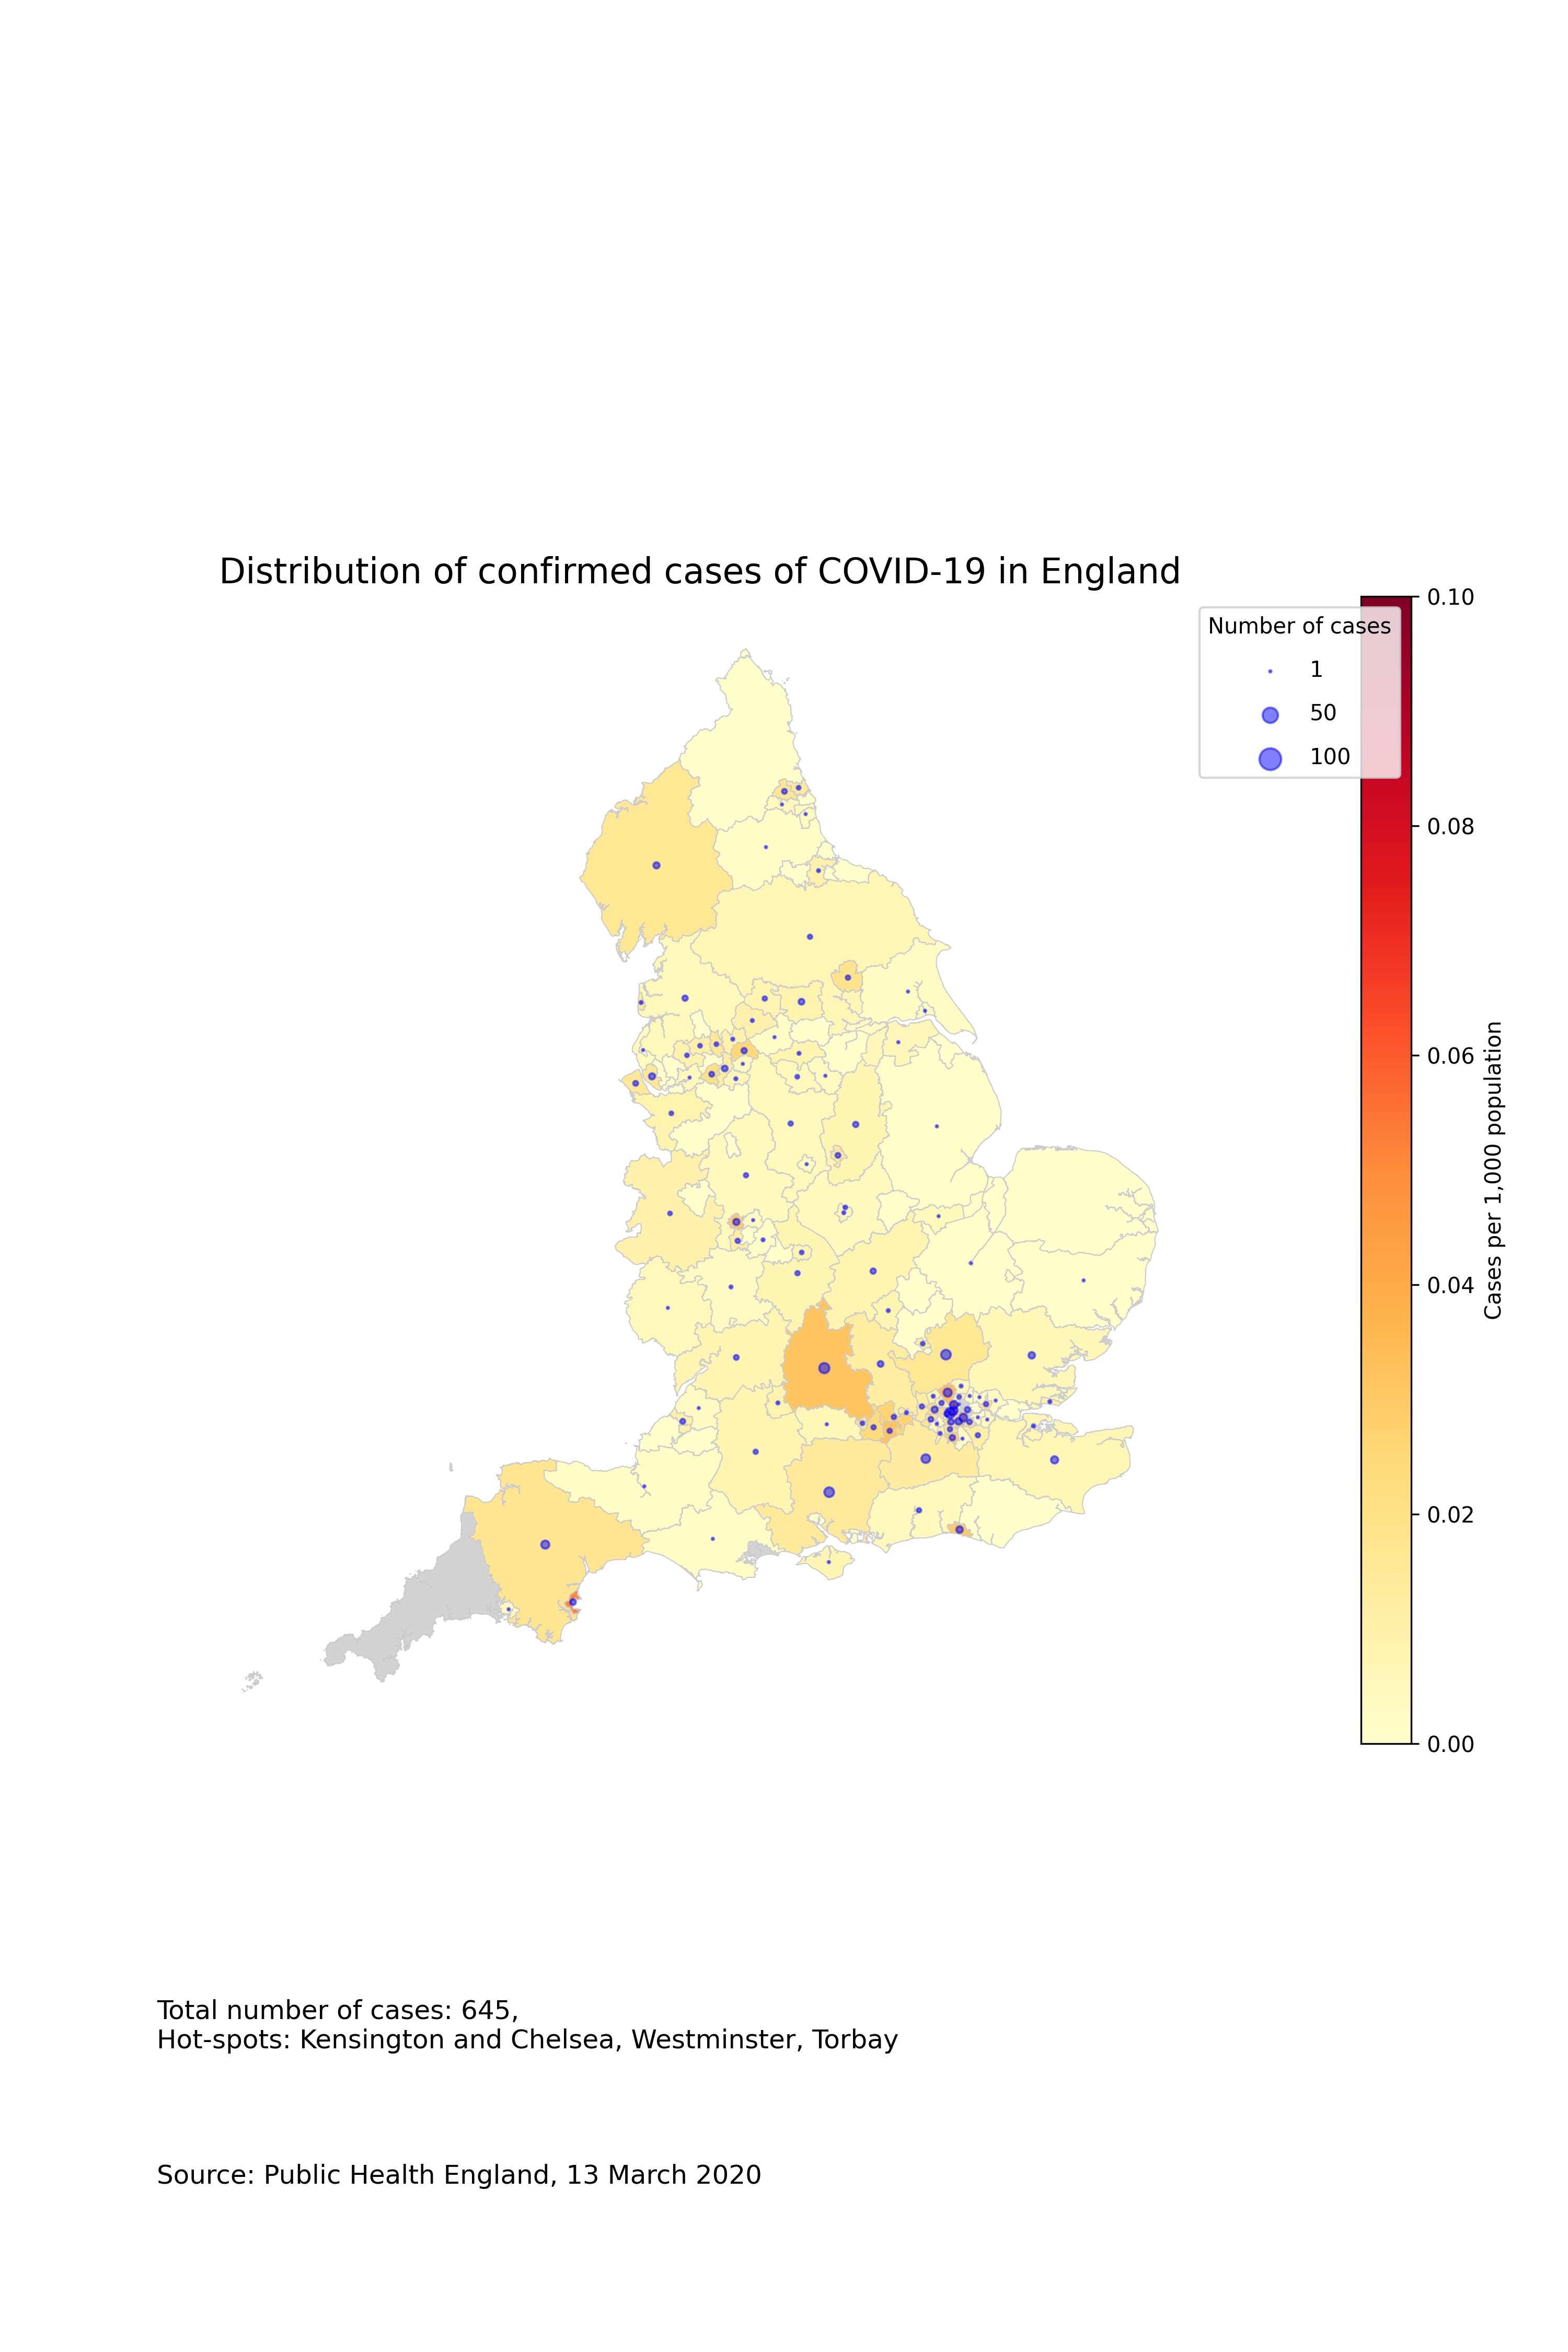 Distribution of confirmed cases of COVID-19 in England
Number of cases
1
50
100
0.10
0.08
0.06
0.04
0.02
0.00
Cases per 1,000 population
Total number of cases: 645,
Hot-spots: Kensington and Chelsea, Westminster, Torbay
Source: Public Health England, 13 March 2020